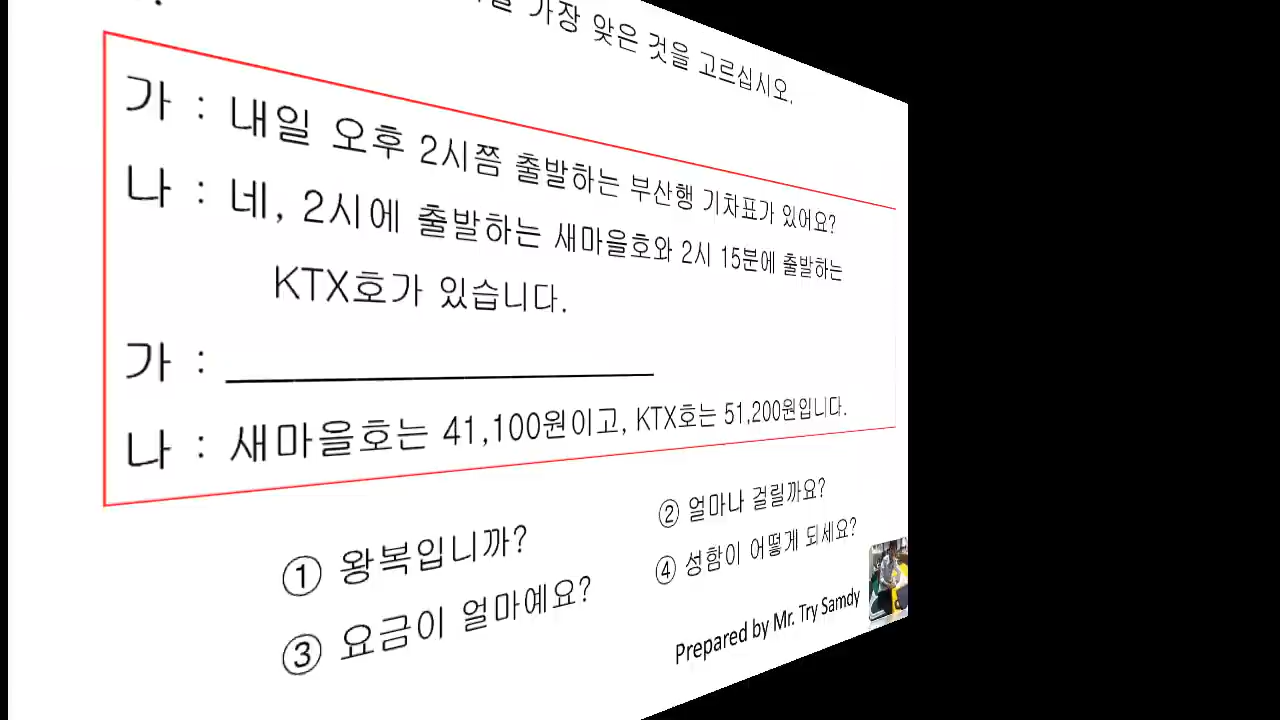 가장 앚은 것을 고르십시오.
가 : 내일 오후 2시쯤 출발하는 부산행 기차표가 있어요?
나 : 네, 2시에 출발하는 새마을호와 2시 15분에 출발하는
KTX호가 있습니다.
가 : ____________________
나 : 새마을호는 41,100원이고, KTX호는 51,200원입니다.
① 왕복입니까?
② 얼마나 걸릴까요?
③ 요금이 얼마예요?
④ 성함이 어떻게 되세요?
Prepared by Mr. Try Samdy